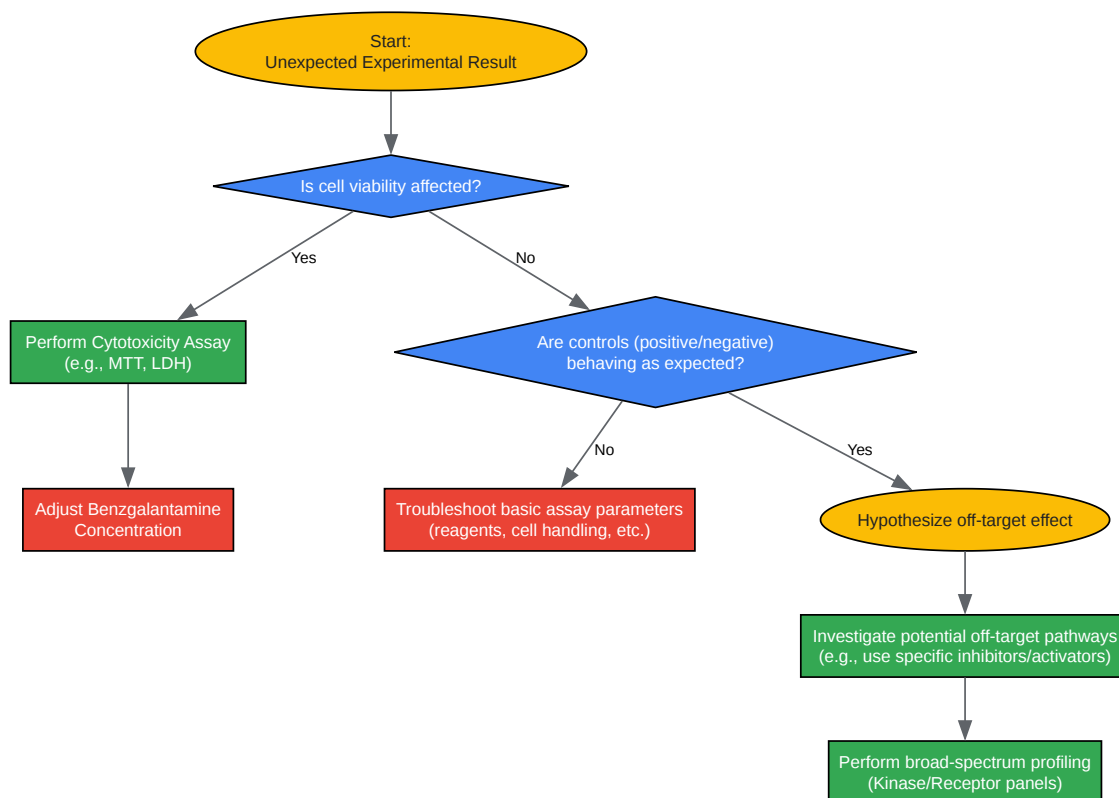 Start:
Unexpected Experimental Result
Is cell viability affected?
Yes
No
Perform Cytotoxicity Assay
(e.g., MTT, LDH)
Are controls (positive/negative)
behaving as expected?
No
Yes
Adjust Benzgalantamine
Concentration
Troubleshoot basic assay parameters
(reagents, cell handling, etc.)
Hypothesize off-target effect
Investigate potential off-target pathways
(e.g., use specific inhibitors/activators)
Perform broad-spectrum profiling
(Kinase/Receptor panels)